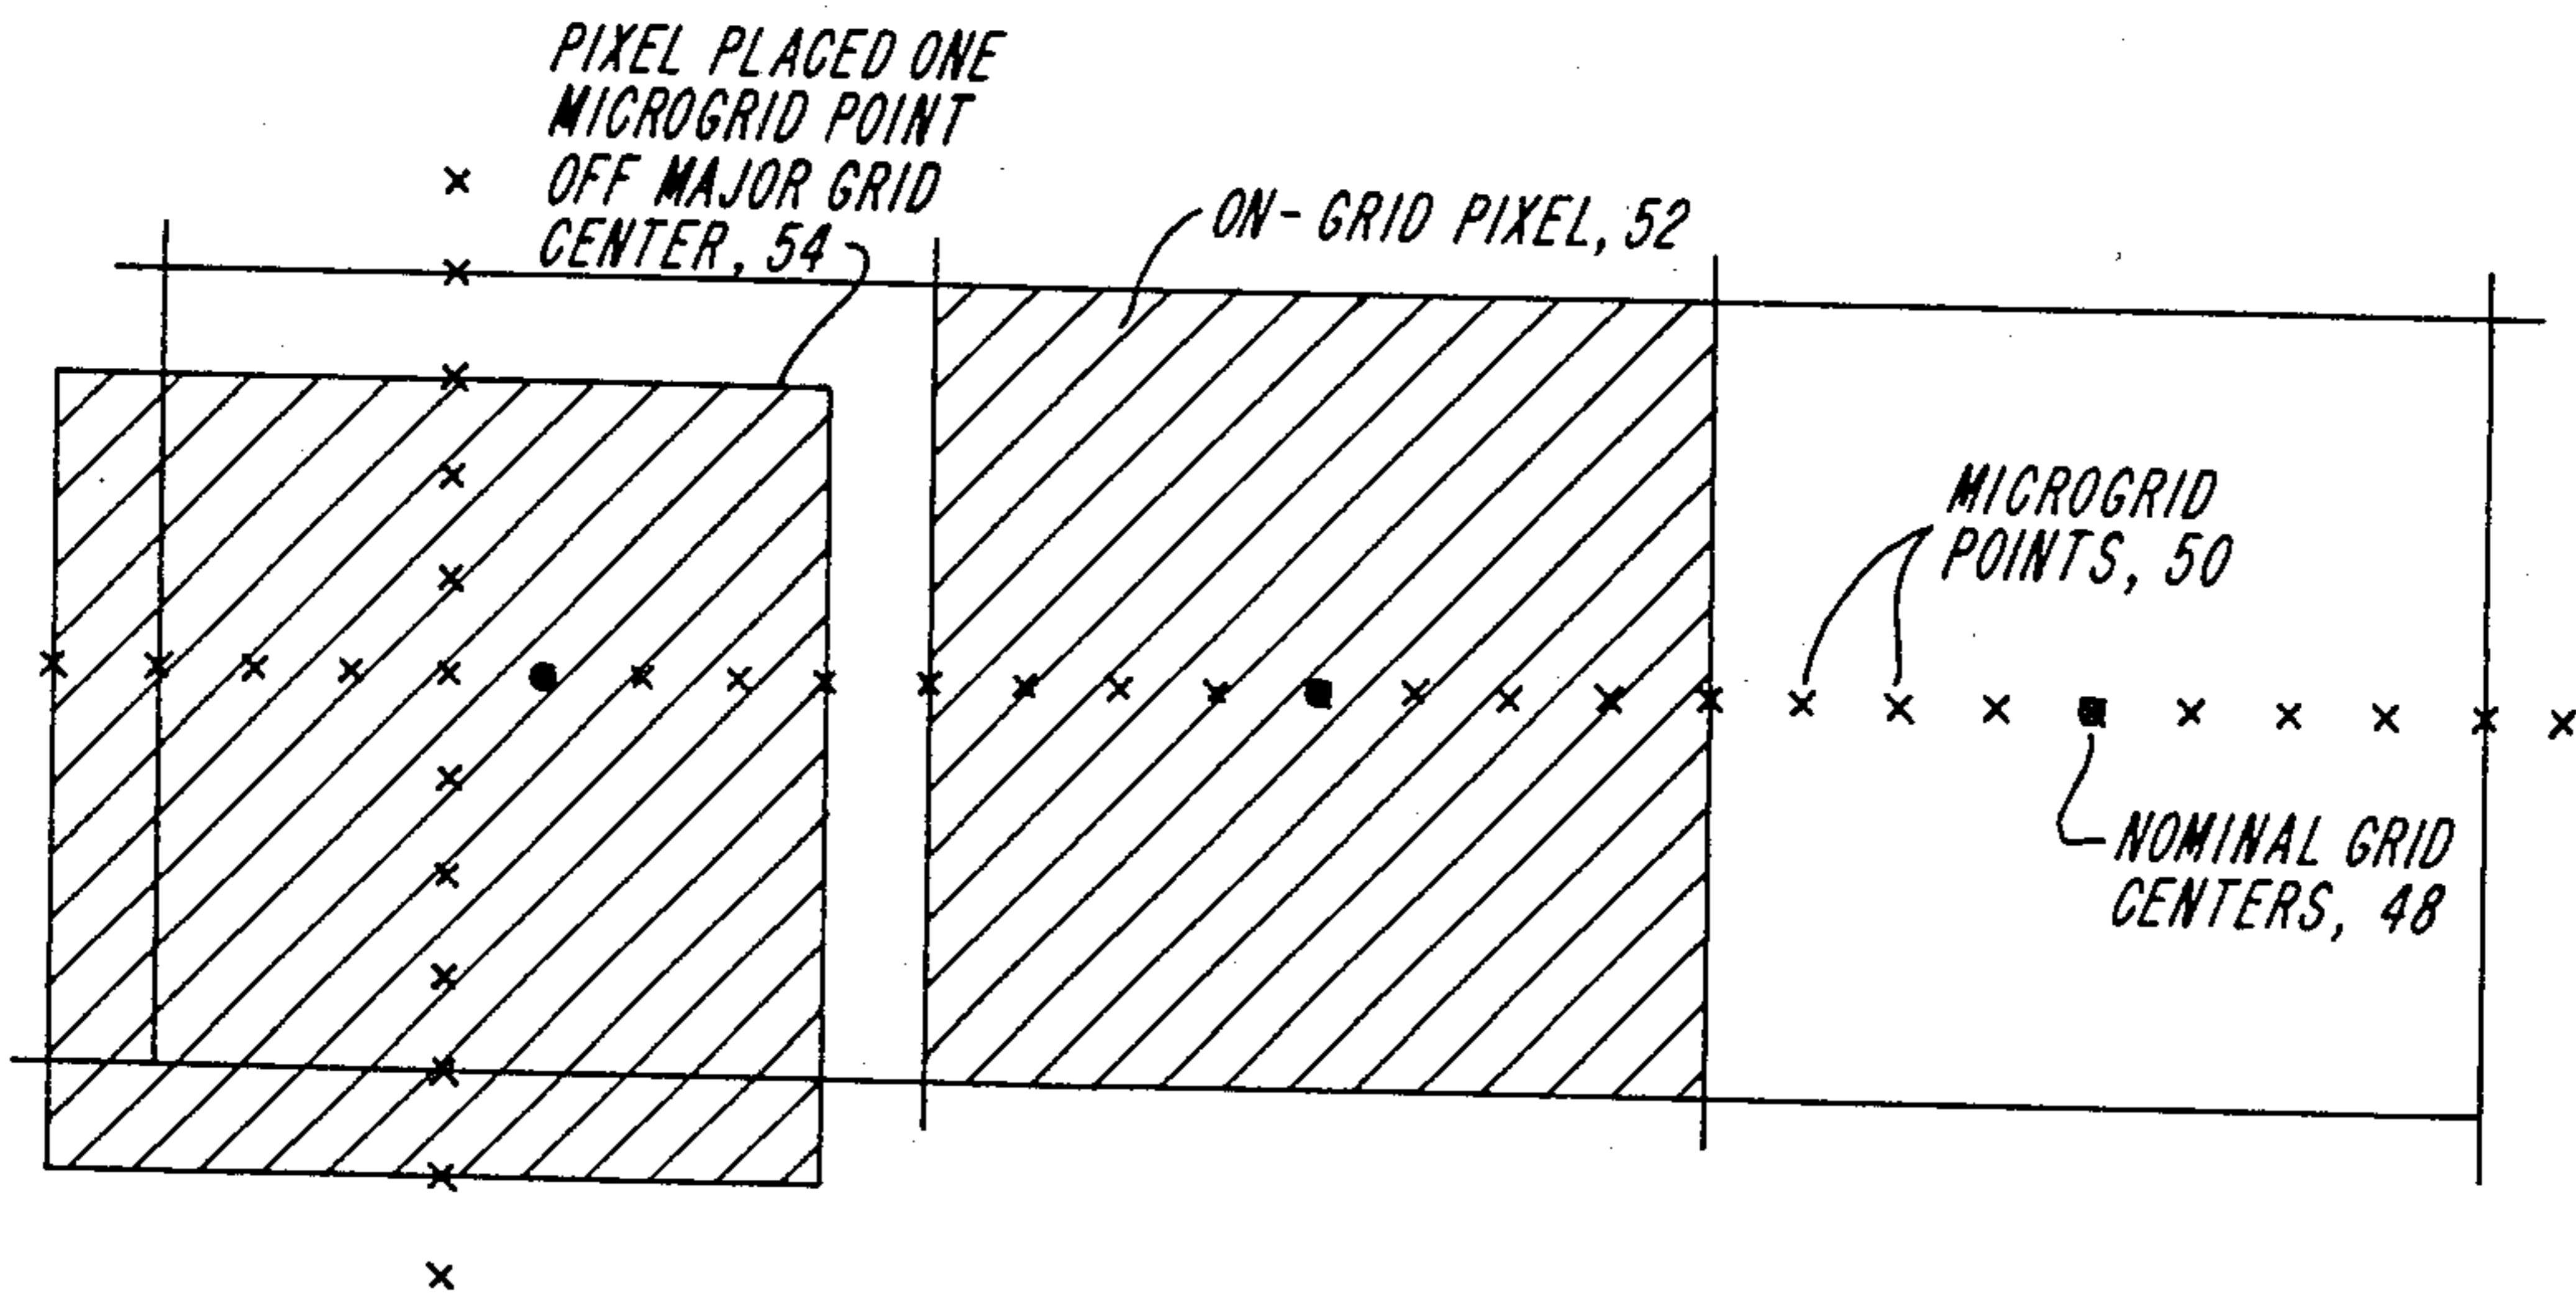 PIXEL PLACED ONE
MICROGRID POINT
OFF MAJOR GRID
CENTER, 54
ON-GRID PIXEL, 52
MICROGRID
POINTS, 50
NOMINAL GRID
CENTERS, 48